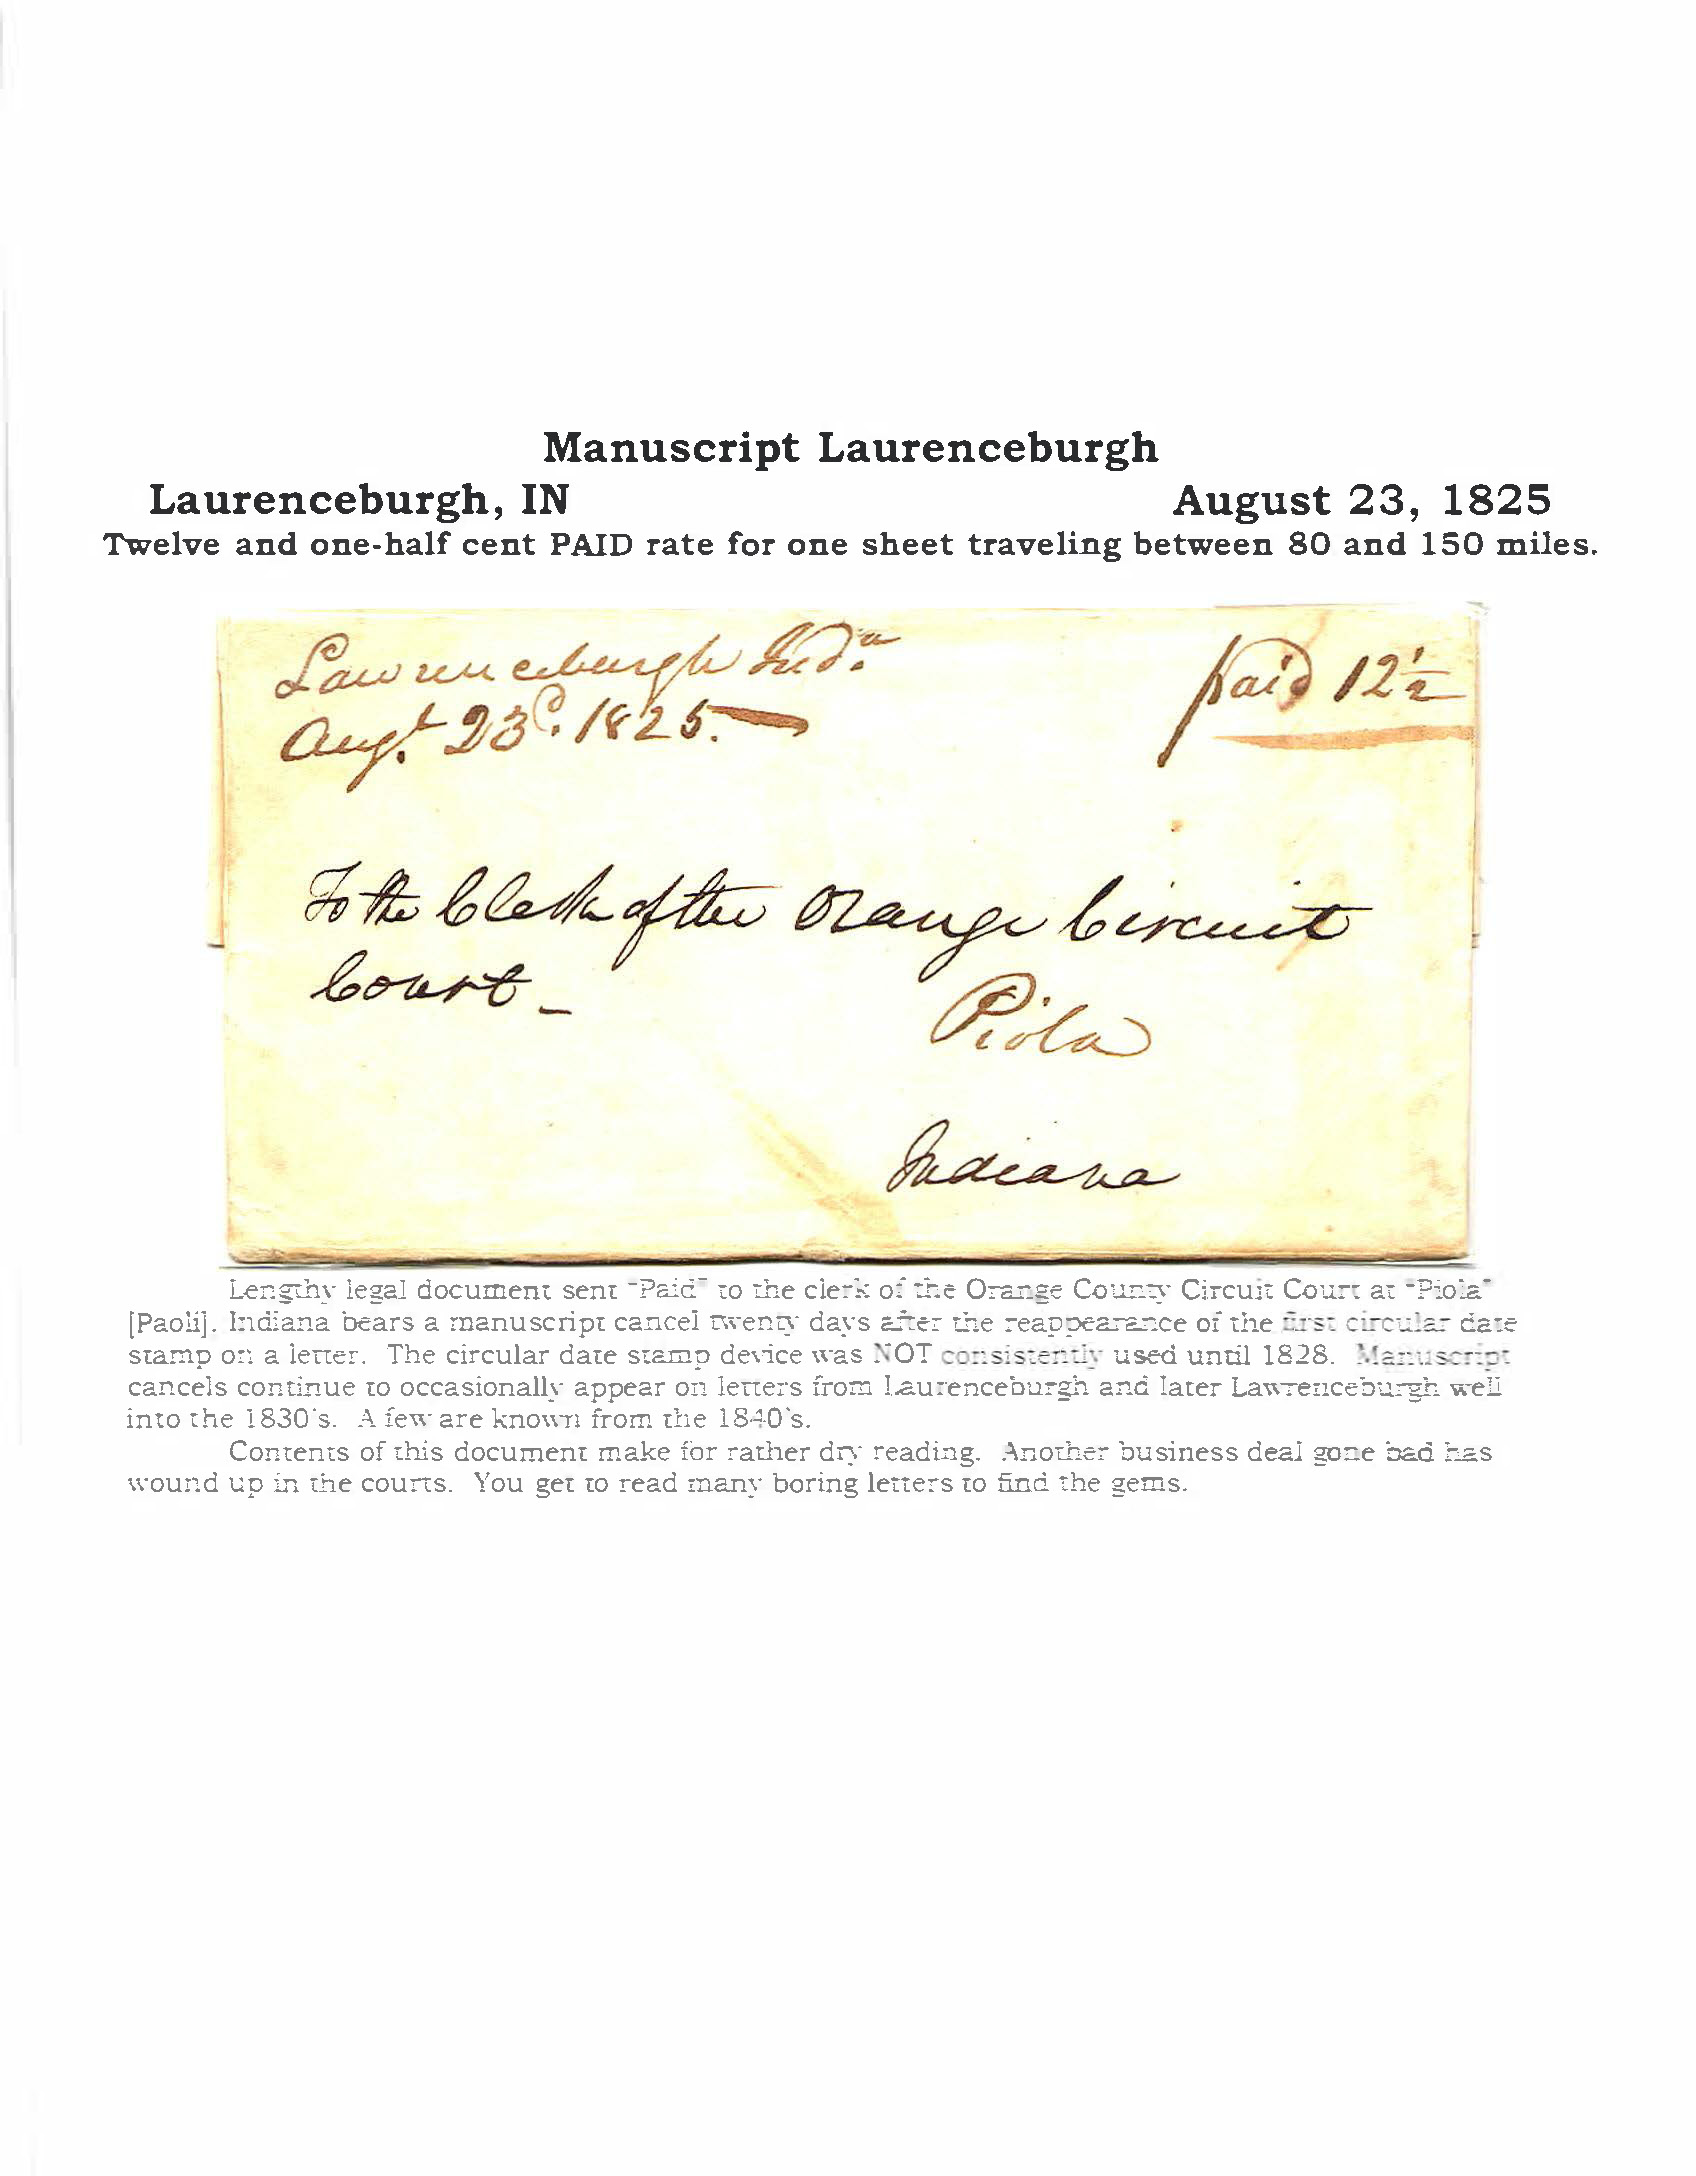 Manuscript Laurenceburgh
Laurenceburgh, IN August 23, 1825
Twelve and one-half cent PAID rate for one sheet traveling between 80 and 150 miles.
Lawrenceburgh Inda.
Augt. 23d. 1825.
paid 12 1/2
To the Clerk of the Orange Circuit
Court_
Piola
Indiana
Lengthy legal document sent "Paid" to the clerk of the Orange County Circuit Court at "Piola"
[Paoli]. Indiana bears a manuscript cancel twenty days after the reappearance of the first circular date
stamp on a letter. The circular date stamp device was NOT consistently used until 1828. Manuscript
cancels continue to occasionally appear on letters from Laurenceburgh and later Lawrenceburgh well
into the 1830's. A few are known from the 1840's.
Contents of this document make for rather dry reading. Another business deal gone bad has
wound up in the courts. You get to read many boring letters to find the gems.